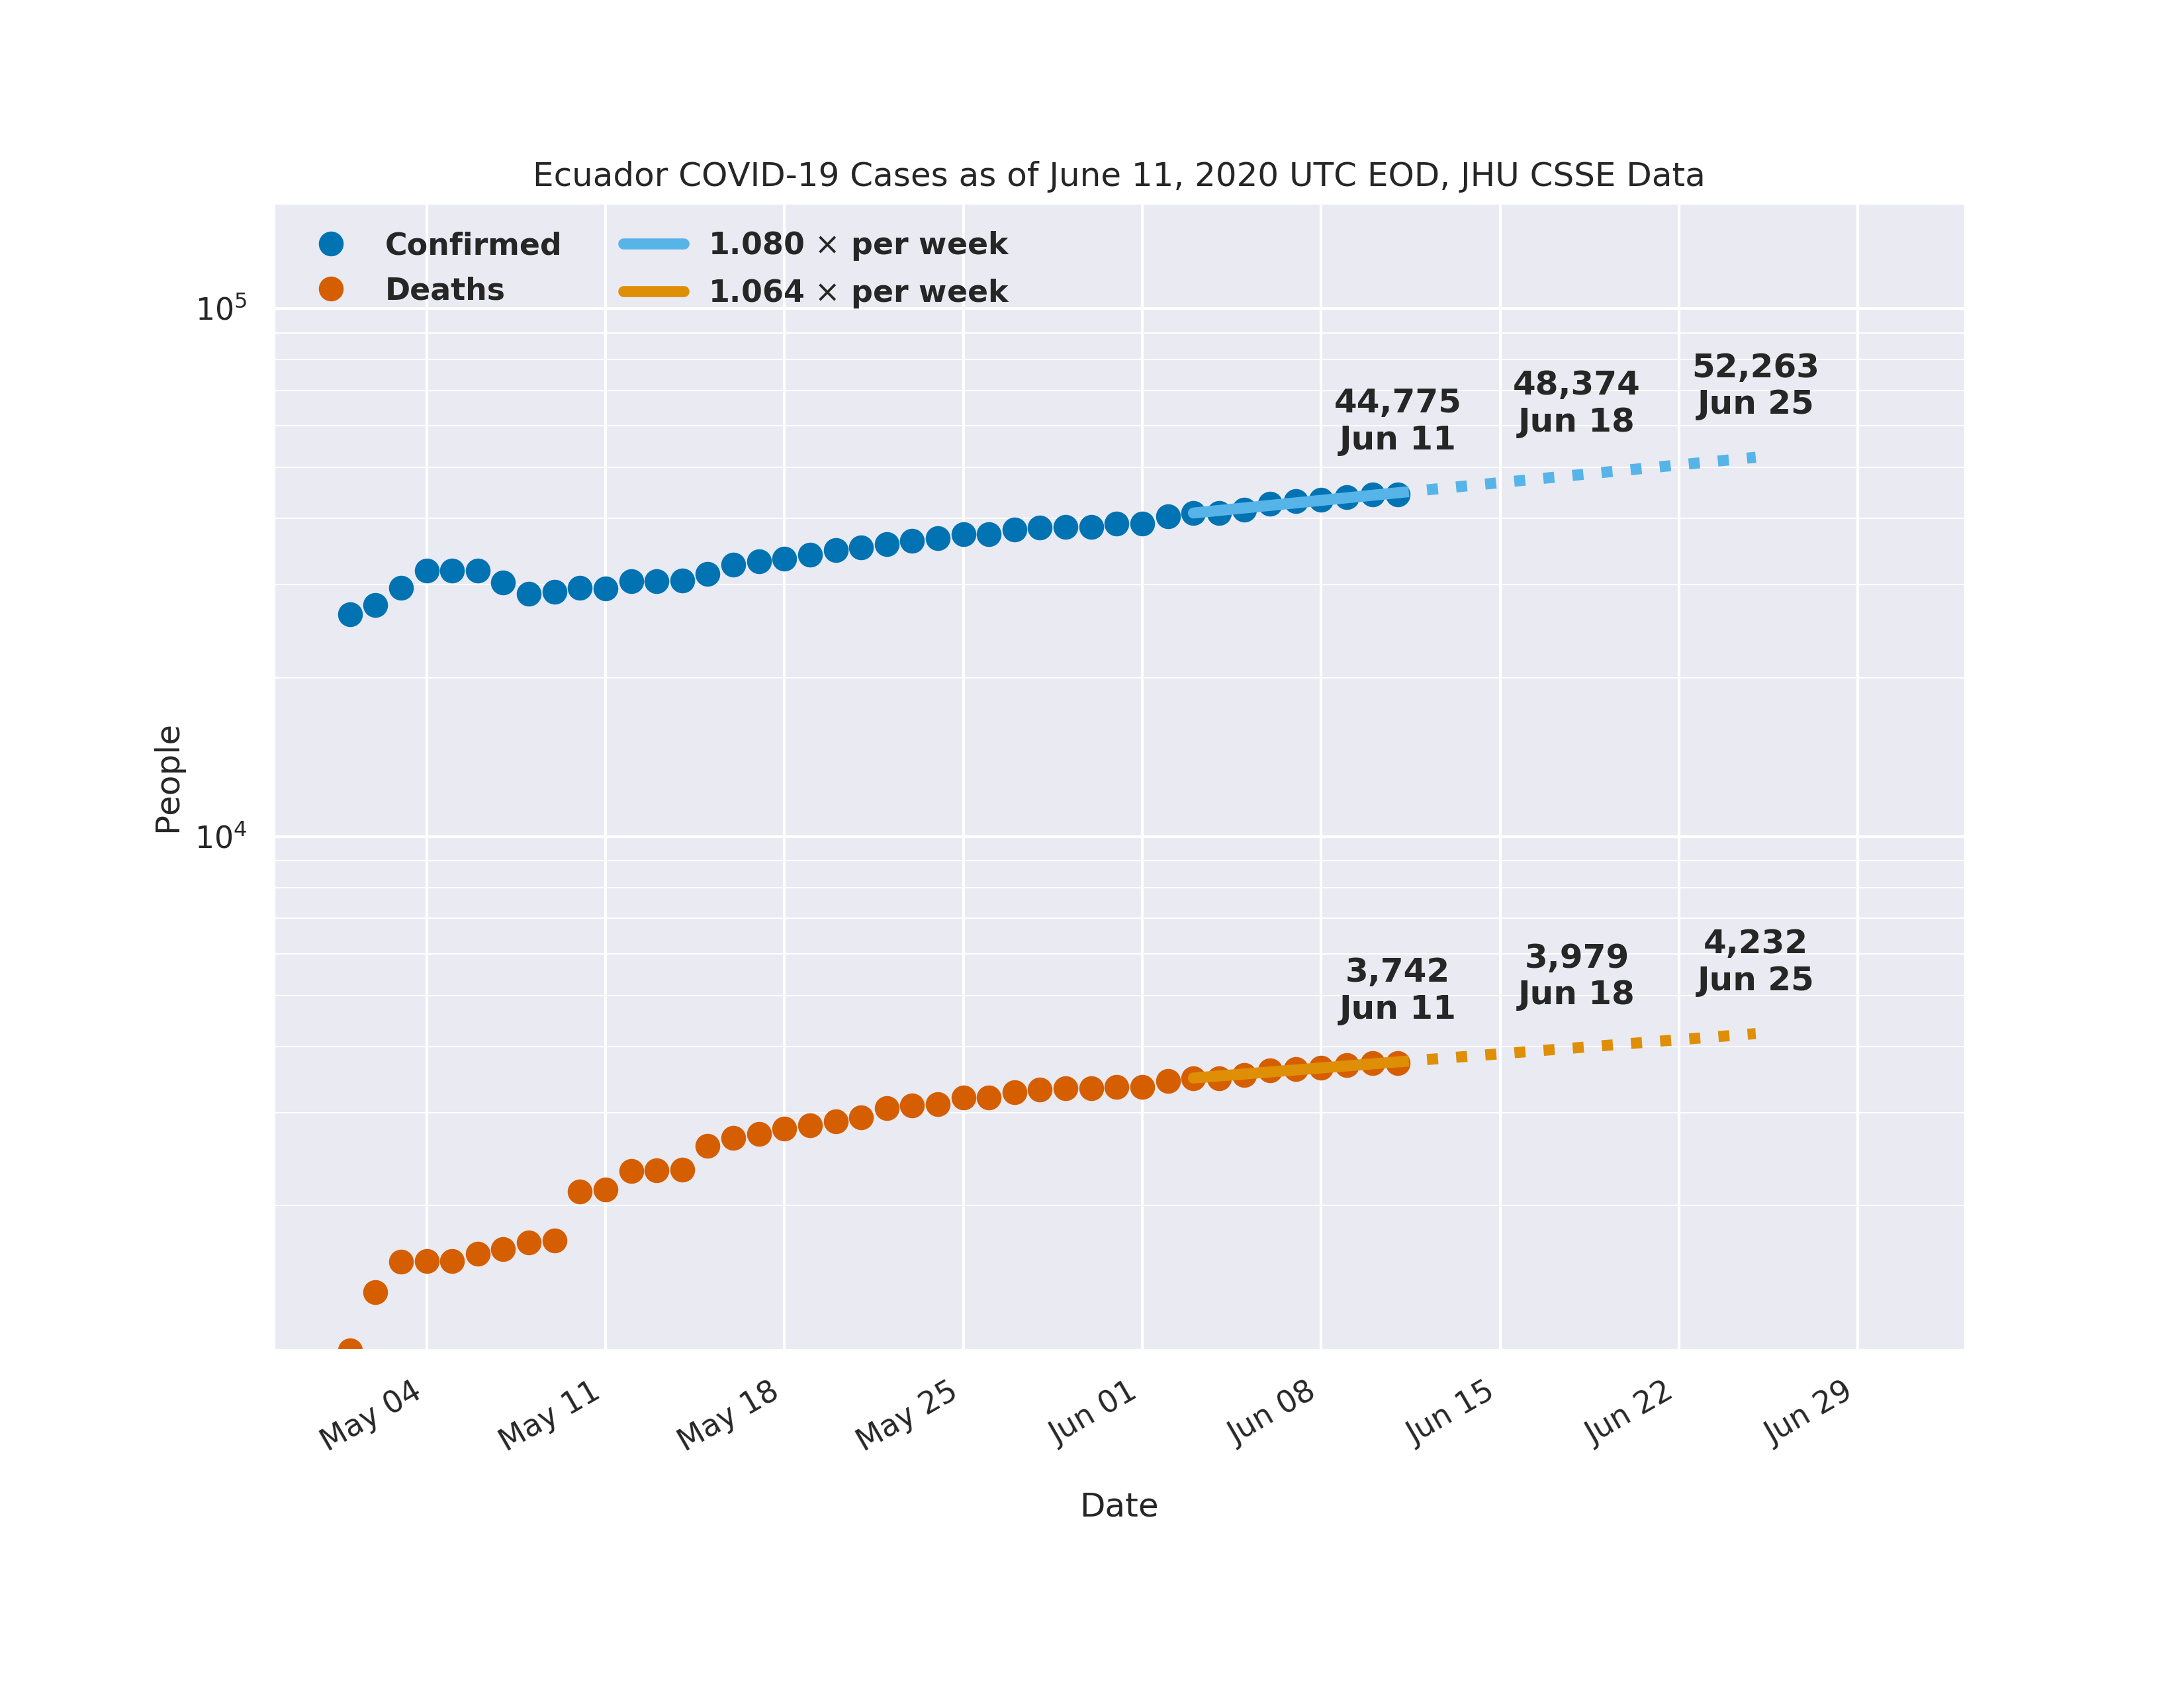 Ecuador COVID-19 Cases as of June 11, 2020 UTC EOD, JHU CSSE Data
Confirmed
Deaths
1.080 × per week
1.064 × per week
10⁵
10⁴
People
44,775
Jun 11
48,374
Jun 18
52,263
Jun 25
3,742
Jun 11
3,979
Jun 18
4,232
Jun 25
May 04
May 11
May 18
May 25
Jun 01
Jun 08
Jun 15
Jun 22
Jun 29
Date